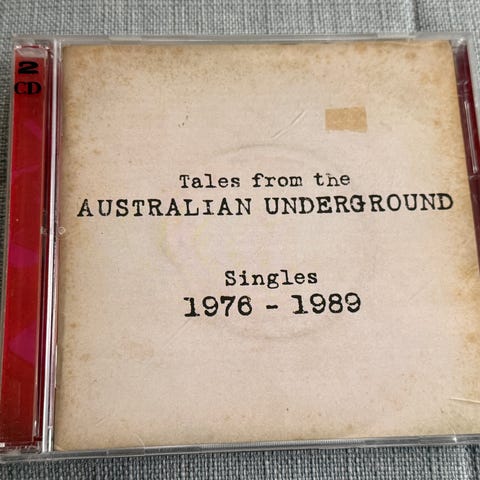 2
CD
Tales from the
AUSTRALIAN UNDERGROUND
Singles
1976 - 1989